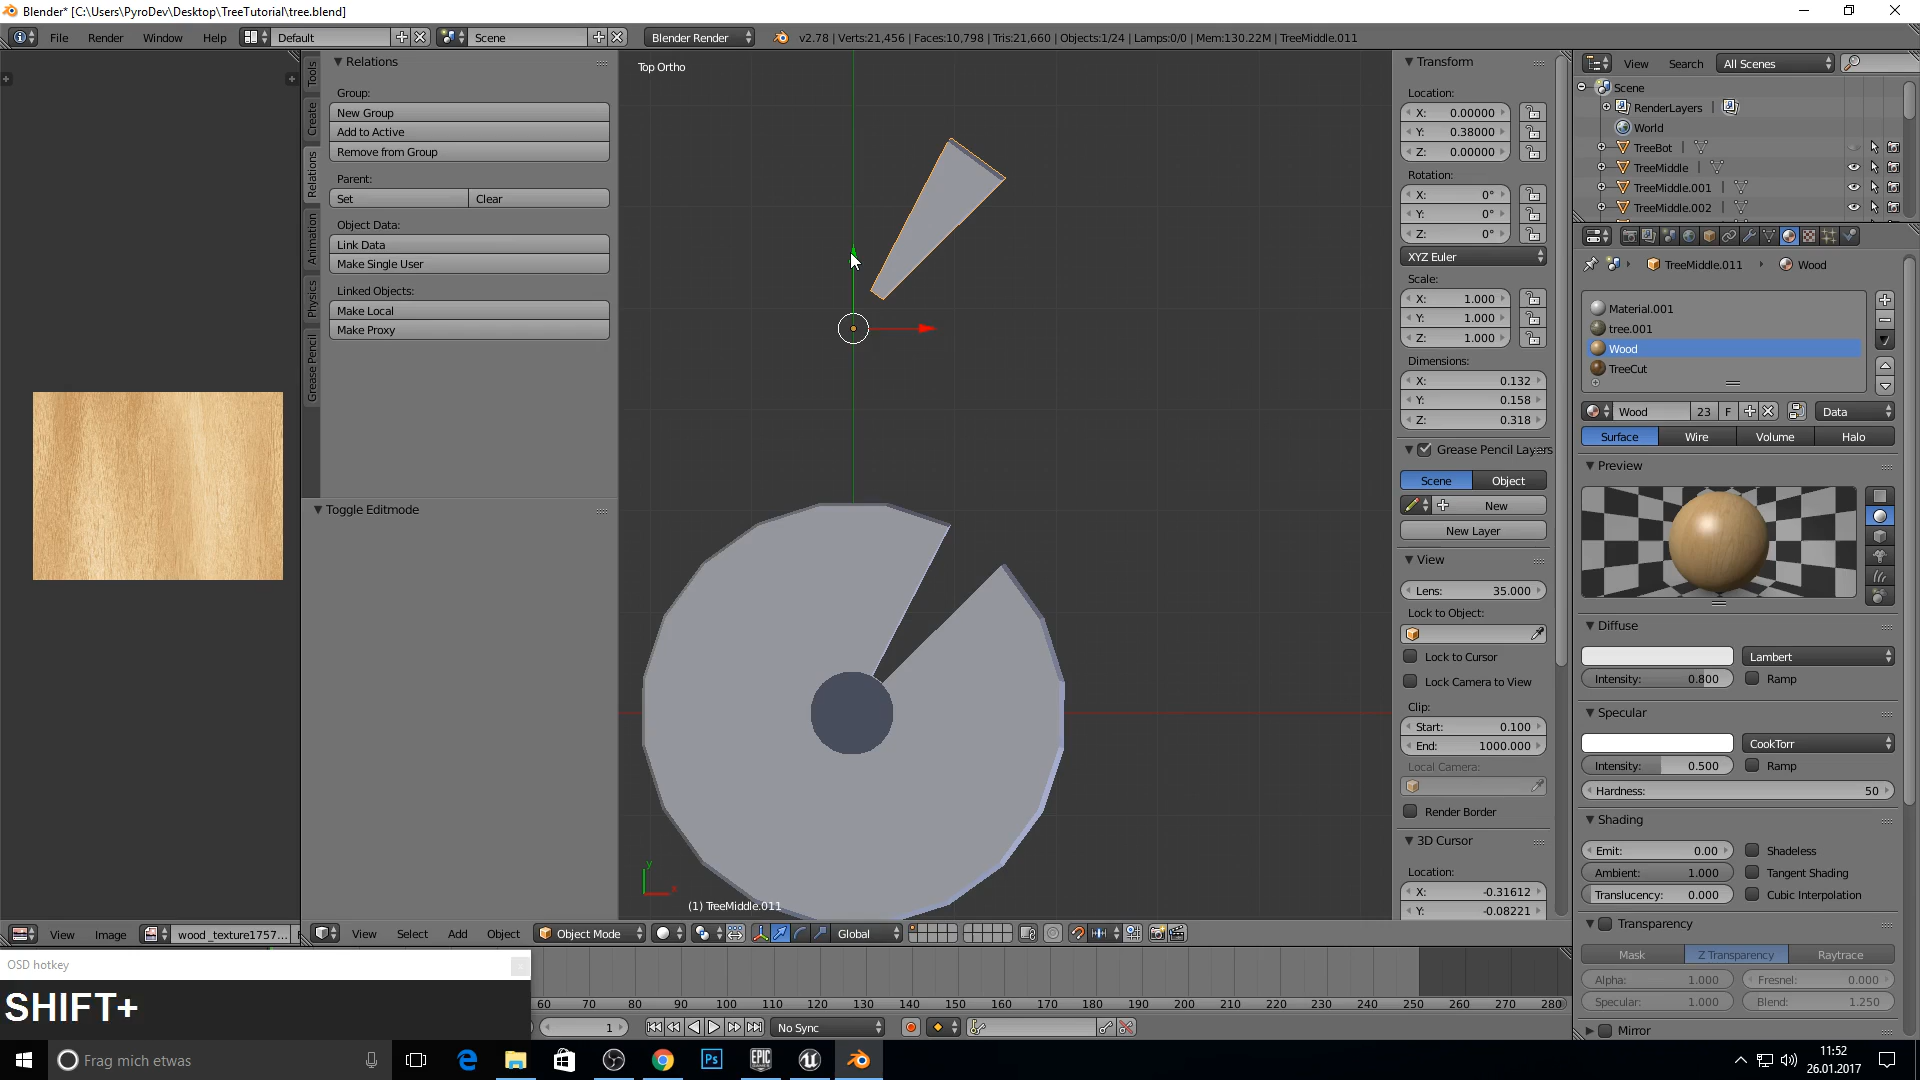 Blender* [C:\Users\PyroDev\Desktop\TreeTutorial\tree.blend]
File Render Window Help Default Scene Blender Render v2.78 | Verts:21,456 | Faces:10,798 | Tris:21,660 | Objects:1/24 | Lamps:0/0 | Mem:130.22M | TreeMiddle.011
Tools
Create
Relations
Animation
Physics
Grease Pencil
Relations
Group:
New Group
Add to Active
Remove from Group
Parent:
Set Clear
Object Data:
Link Data
Make Single User
Linked Objects:
Make Local
Make Proxy
Toggle Editmode
Top Ortho
y
x
(1) TreeMiddle.011
Transform
Location:
X: 0.00000
Y: 0.38000
Z: 0.00000
Rotation:
X: 0°
Y: 0°
Z: 0°
XYZ Euler
Scale:
X: 1.000
Y: 1.000
Z: 1.000
Dimensions:
X: 0.132
Y: 0.158
Z: 0.318
Grease Pencil Layers
Scene Object
New
New Layer
View
Lens: 35.000
Lock to Object:
Lock to Cursor
Lock Camera to View
Clip:
Start: 0.100
End: 1000.000
Local Camera:
Render Border
3D Cursor
Location:
X: -0.31612
Y: -0.08221
View Search All Scenes
Scene
RenderLayers |
World
TreeBot |
TreeMiddle |
TreeMiddle.001 |
TreeMiddle.002 |
TreeMiddle.011 Wood
Material.001
tree.001
Wood
TreeCut
Wood 23 F Data
Surface Wire Volume Halo
Preview
Diffuse
Lambert
Intensity: 0.800 Ramp
Specular
CookTorr
Intensity: 0.500 Ramp
Hardness: 50
Shading
Emit: 0.00 Shadeless
Ambient: 1.000 Tangent Shading
Translucency: 0.000 Cubic Interpolation
Transparency
Mask Z Transparency Raytrace
Alpha: 1.000 Fresnel: 0.000
Specular: 1.000 Blend: 1.250
Mirror
View Image wood_texture1757...
View Select Add Object Object Mode Global
OSD hotkey
SHIFT+
60 70 80 90 100 110 120 130 140 150 160 170 180 190 200 210 220 230 240 250 260 270 280
1 No Sync
Frag mich etwas
Ps
EPIC
GAMES
11:52
26.01.2017